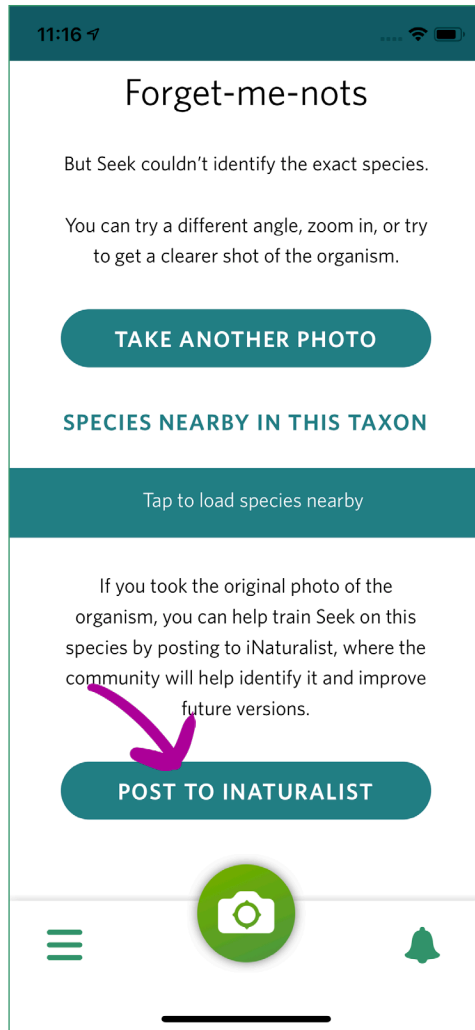 11:16
Forget-me-nots
But Seek couldn’t identify the exact species.
You can try a different angle, zoom in, or try
to get a clearer shot of the organism.
TAKE ANOTHER PHOTO
SPECIES NEARBY IN THIS TAXON
Tap to load species nearby
If you took the original photo of the
organism, you can help train Seek on this
species by posting to iNaturalist, where the
community will help identify it and improve
future versions.
POST TO INATURALIST